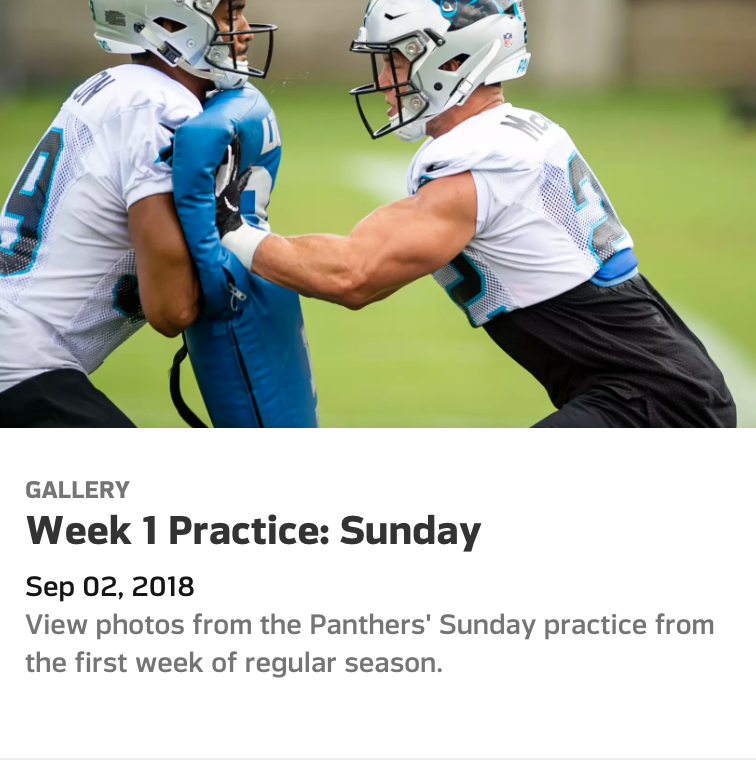 GALLERY
Week 1 Practice: Sunday
Sep 02, 2018
View photos from the Panthers' Sunday practice from
the first week of regular season.